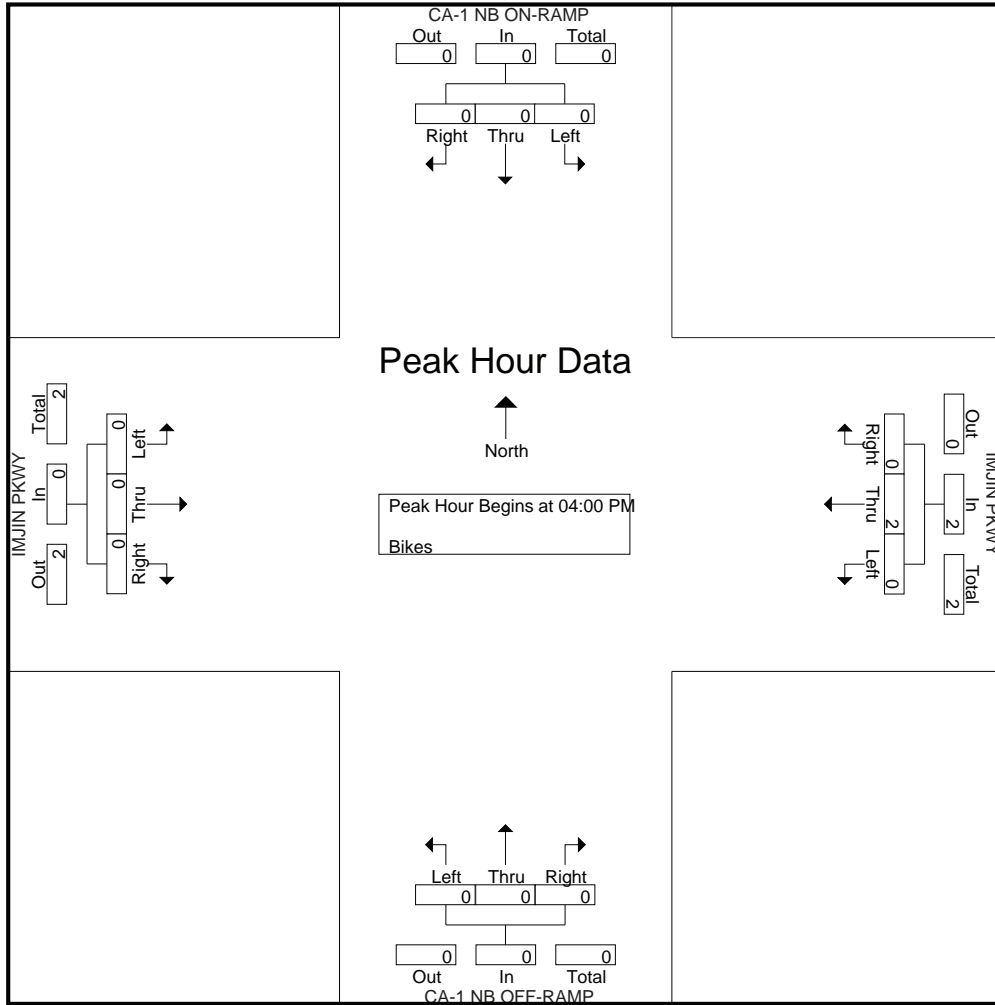 CA-1 NB ON-RAMP
Out In Total
0 0 0
0 0 0
Right Thru Left
Peak Hour Data
North
Peak Hour Begins at 04:00 PM
Bikes
IMJIN PKWY
Total In Out
2 0 2
0 0 0
Left Thru Right
Right Thru Left
0 2 0
Out In Total
0 2 2
IMJIN PKWY
Left Thru Right
0 0 0
0 0 0
Out In Total
CA-1 NB OFF-RAMP